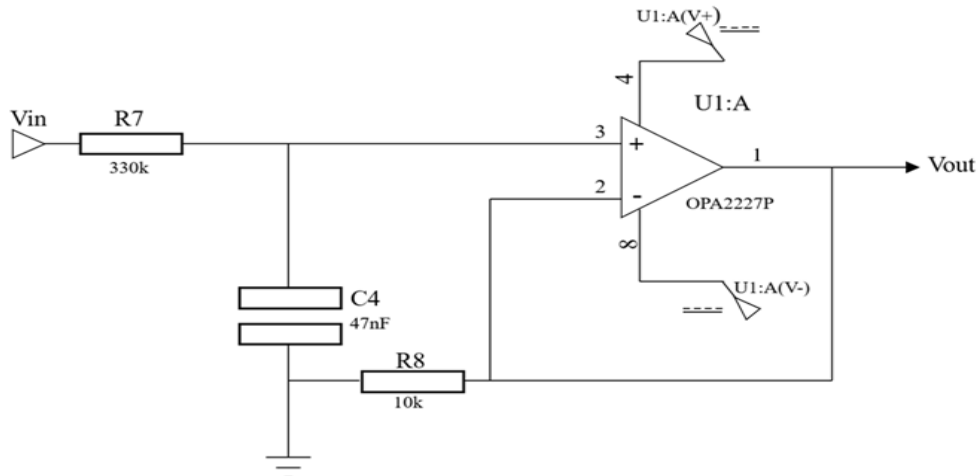 U1:A(V+)
4
U1:A
Vin
R7
330k
3
+
2
-
1
Vout
OPA2227P
8
U1:A(V-)
C4
47nF
R8
10k